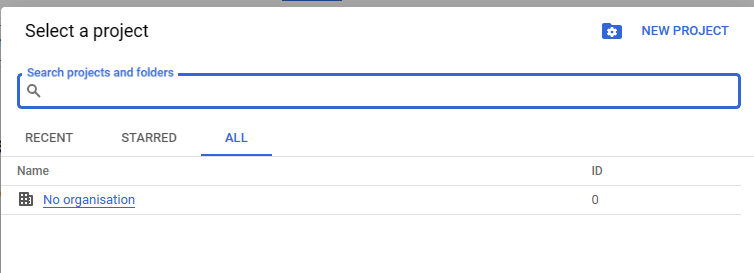 Select a project
NEW PROJECT
Search projects and folders
RECENT STARRED ALL
Name ID
No organisation 0